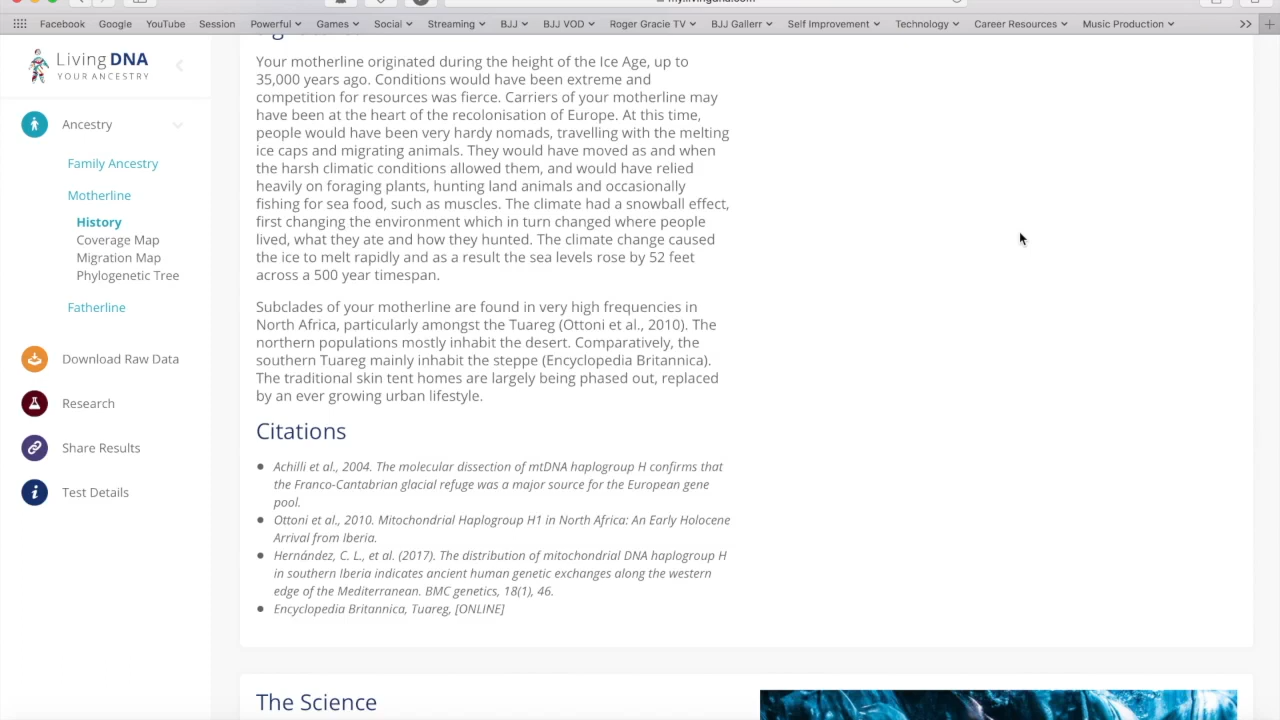 Facebook Google YouTube Session Powerful Games Social Streaming BJJ BJJ VOD Roger Gracie TV BJJ Gallerr Self Improvement Technology Career Resources Music Production
Living DNA
YOUR ANCESTRY
Ancestry
Family Ancestry
Motherline
History
Coverage Map
Migration Map
Phylogenetic Tree
Fatherline
Download Raw Data
Research
Share Results
Test Details
Your motherline originated during the height of the Ice Age, up to
35,000 years ago. Conditions would have been extreme and
competition for resources was fierce. Carriers of your motherline may
have been at the heart of the recolonisation of Europe. At this time,
people would have been very hardy nomads, travelling with the melting
ice caps and migrating animals. They would have moved as and when
the harsh climatic conditions allowed them, and would have relied
heavily on foraging plants, hunting land animals and occasionally
fishing for sea food, such as muscles. The climate had a snowball effect,
first changing the environment which in turn changed where people
lived, what they ate and how they hunted. The climate change caused
the ice to melt rapidly and as a result the sea levels rose by 52 feet
across a 500 year timespan.
Subclades of your motherline are found in very high frequencies in
North Africa, particularly amongst the Tuareg (Ottoni et al., 2010). The
northern populations mostly inhabit the desert. Comparatively, the
southern Tuareg mainly inhabit the steppe (Encyclopedia Britannica).
The traditional skin tent homes are largely being phased out, replaced
by an ever growing urban lifestyle.
Citations
Achilli et al., 2004. The molecular dissection of mtDNA haplogroup H confirms that
the Franco-Cantabrian glacial refuge was a major source for the European gene
pool.
Ottoni et al., 2010. Mitochondrial Haplogroup H1 in North Africa: An Early Holocene
Arrival from Iberia.
Hernández, C. L., et al. (2017). The distribution of mitochondrial DNA haplogroup H
in southern Iberia indicates ancient human genetic exchanges along the western
edge of the Mediterranean. BMC genetics, 18(1), 46.
Encyclopedia Britannica, Tuareg, [ONLINE]
The Science